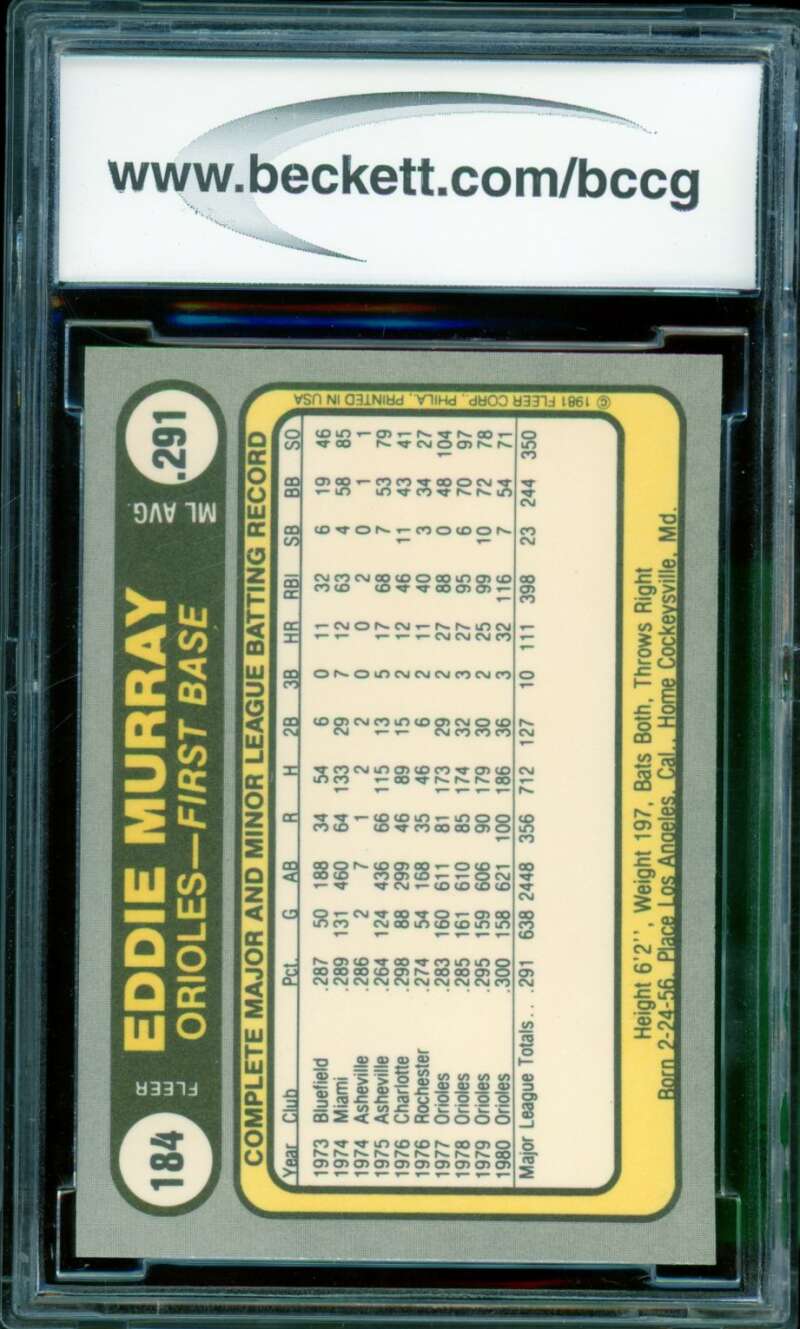 www.beckett.com/bccg
184
FLEER
EDDIE MURRAY
ORIOLES—FIRST BASE
ML AVG.
.291
COMPLETE MAJOR AND MINOR LEAGUE BATTING RECORD
Year Club Pct. G AB R H 2B 3B HR RBI SB BB SO
1973 Bluefield .287 50 188 34 54 6 0 11 32 6 19 46
1974 Miami .289 131 460 64 133 29 7 12 63 4 58 85
1974 Asheville .286 2 7 1 2 2 0 0 2 0 1 1
1975 Asheville .264 124 436 66 115 13 5 17 68 7 53 79
1976 Charlotte .298 88 299 46 89 15 2 12 46 11 43 41
1976 Rochester .274 54 168 35 46 6 2 11 40 3 34 27
1977 Orioles .283 160 611 81 173 29 2 27 88 0 48 104
1978 Orioles .285 161 610 85 174 32 3 27 95 6 70 97
1979 Orioles .295 159 606 90 179 30 2 25 99 10 72 78
1980 Orioles .300 158 621 100 186 36 3 32 116 7 54 71
Major League Totals... .291 638 2448 356 712 127 10 111 398 23 244 350
© 1981 FLEER CORP., PHILA., PRINTED IN USA
Height 6'2'', Weight 197, Bats Both, Throws Right
Born 2-24-56, Place Los Angeles, Cal., Home Cockeysville, Md.